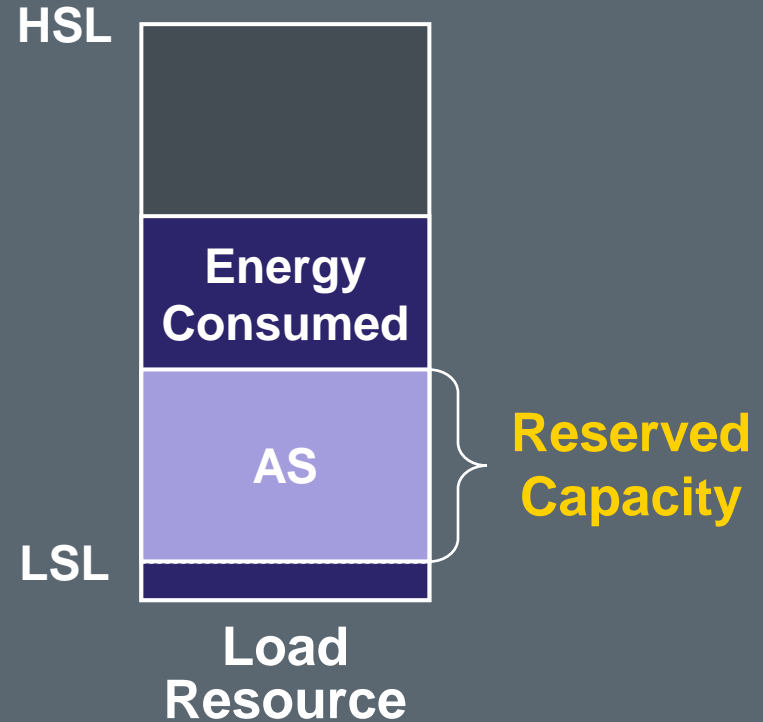 HSL
Energy
Consumed
AS
Reserved
Capacity
LSL
Load
Resource